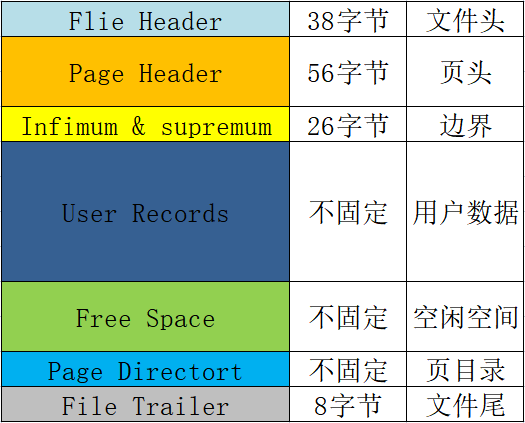 Flie Header 38字节 文件头
Page Header 56字节 页头
Infimum & supremum 26字节 边界
User Records 不固定 用户数据
Free Space 不固定 空闲空间
Page Directort 不固定 页目录
File Trailer 8字节 文件尾